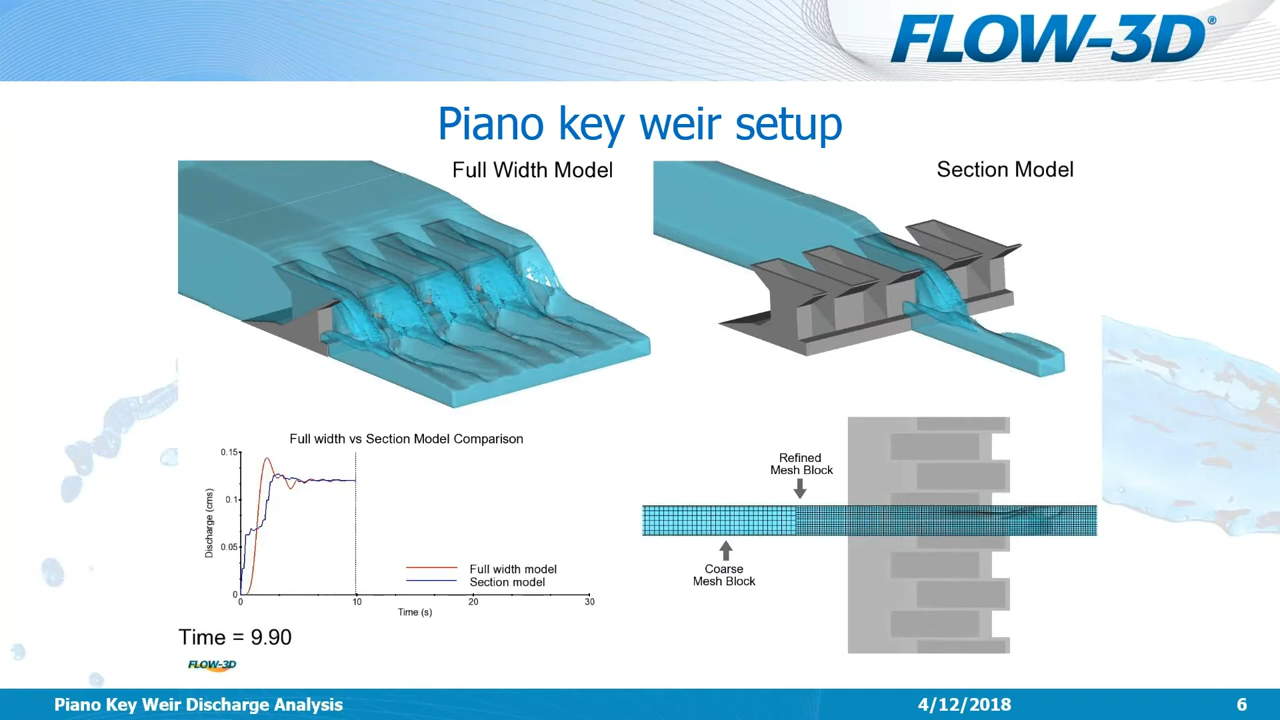 FLOW-3D®
Piano key weir setup
Full Width Model
Section Model
Full width vs Section Model Comparison
0.15
0.1
0.05
0
Discharge (cms)
0
10
20
30
Time (s)
Full width model
Section model
Time = 9.90
FLOW-3D
Refined
Mesh Block
Coarse
Mesh Block
Piano Key Weir Discharge Analysis
4/12/2018
6